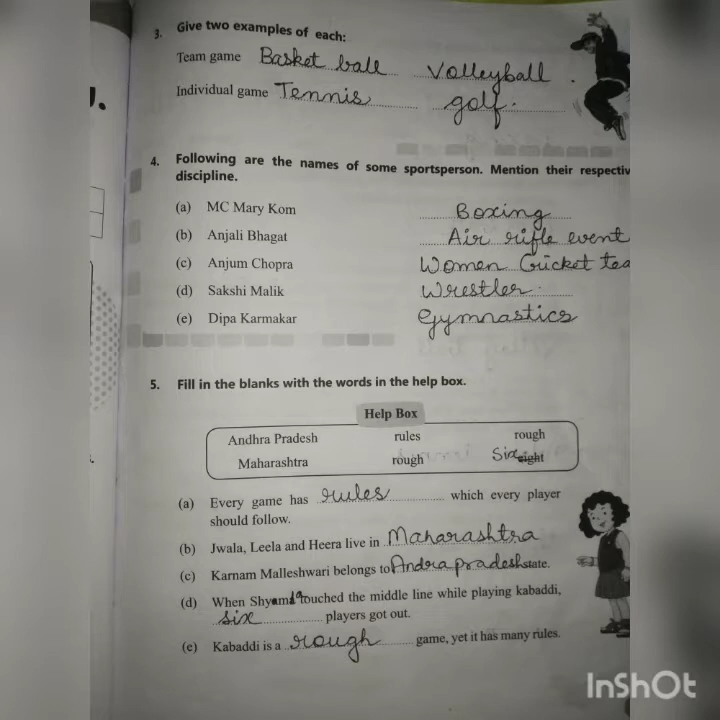 3. Give two examples of each:
Team game Basket ball Volleyball .
Individual game Tennis golf.
4. Following are the names of some sportsperson. Mention their respectiv
discipline.
(a) MC Mary Kom Boxing
(b) Anjali Bhagat Air rifle event
(c) Anjum Chopra Women Cricket tea
(d) Sakshi Malik Wrestler
(e) Dipa Karmakar Gymnastics
5. Fill in the blanks with the words in the help box.
Help Box
Andhra Pradesh rules rough
Maharashtra rough Six eight
(a) Every game has rules which every player
should follow.
(b) Jwala, Leela and Heera live in Maharashtra
(c) Karnam Malleshwari belongs to Andra pradesh state.
(d) When Shyamla touched the middle line while playing kabaddi,
six players got out.
(e) Kabaddi is a rough game, yet it has many rules.
InShOt